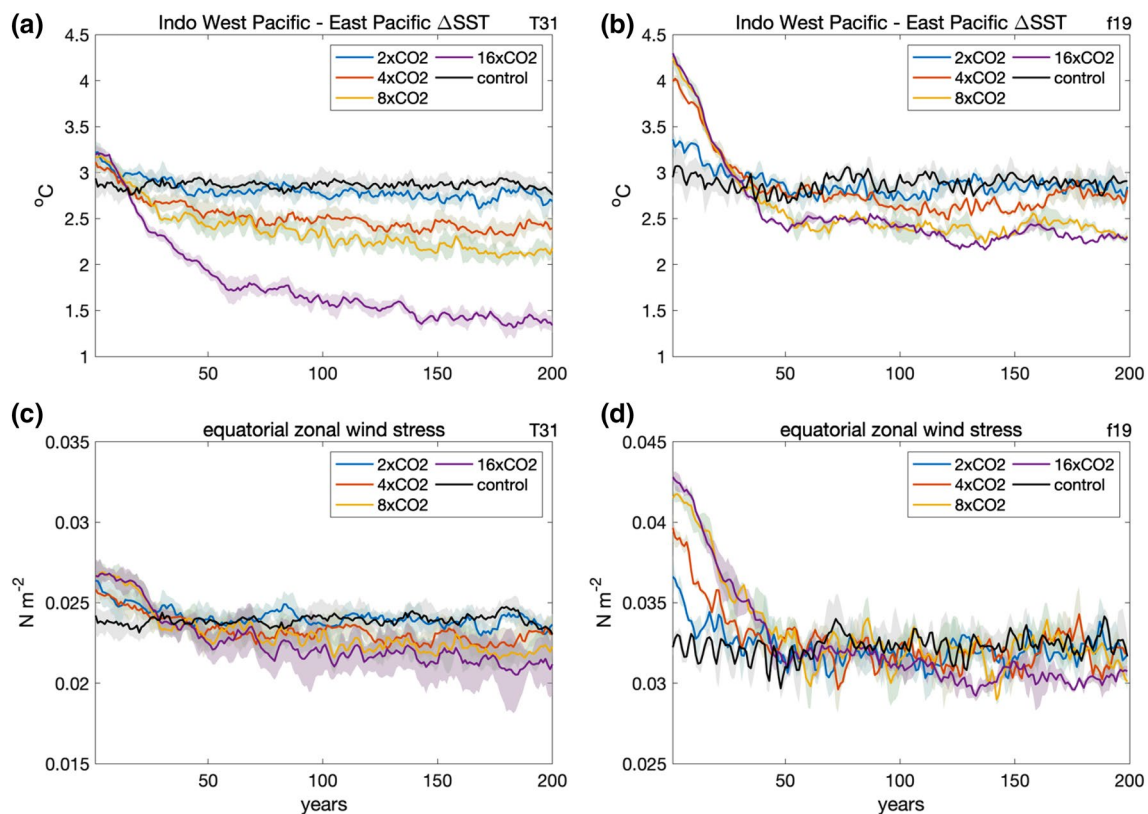 (a) Indo West Pacific - East Pacific ΔSST T31
4.5
4
3.5
3
2.5
2
1.5
1
°C
2xCO2 16xCO2
4xCO2 control
8xCO2
50 100 150 200
(b) Indo West Pacific - East Pacific ΔSST f19
4.5
4
3.5
3
2.5
2
1.5
1
°C
2xCO2 16xCO2
4xCO2 control
8xCO2
50 100 150 200
(c) equatorial zonal wind stress T31
0.035
0.03
0.025
0.02
0.015
N m-2
2xCO2 16xCO2
4xCO2 control
8xCO2
50 100 150 200
years
(d) equatorial zonal wind stress f19
0.045
0.04
0.035
0.03
0.025
N m-2
2xCO2 16xCO2
4xCO2 control
8xCO2
50 100 150 200
years